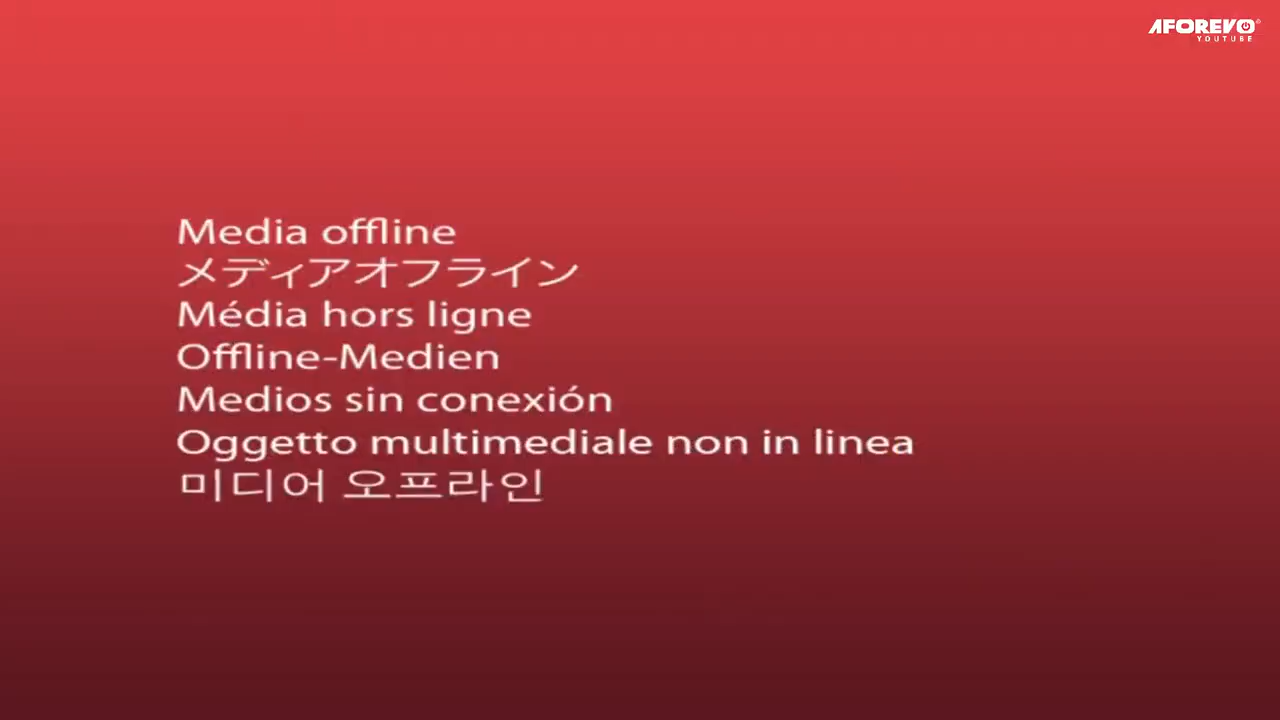 AFOREVO
YOUTUBE
Media offline
メディアオフライン
Média hors ligne
Offline-Medien
Medios sin conexión
Oggetto multimediale non in linea
미디어 오프라인